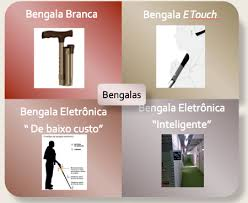 Bengala Branca
Bengala ETouch
Bengalas
Bengala Eletrônica
“ De baixo custo”
Bengala Eletrônica
“Inteligente”